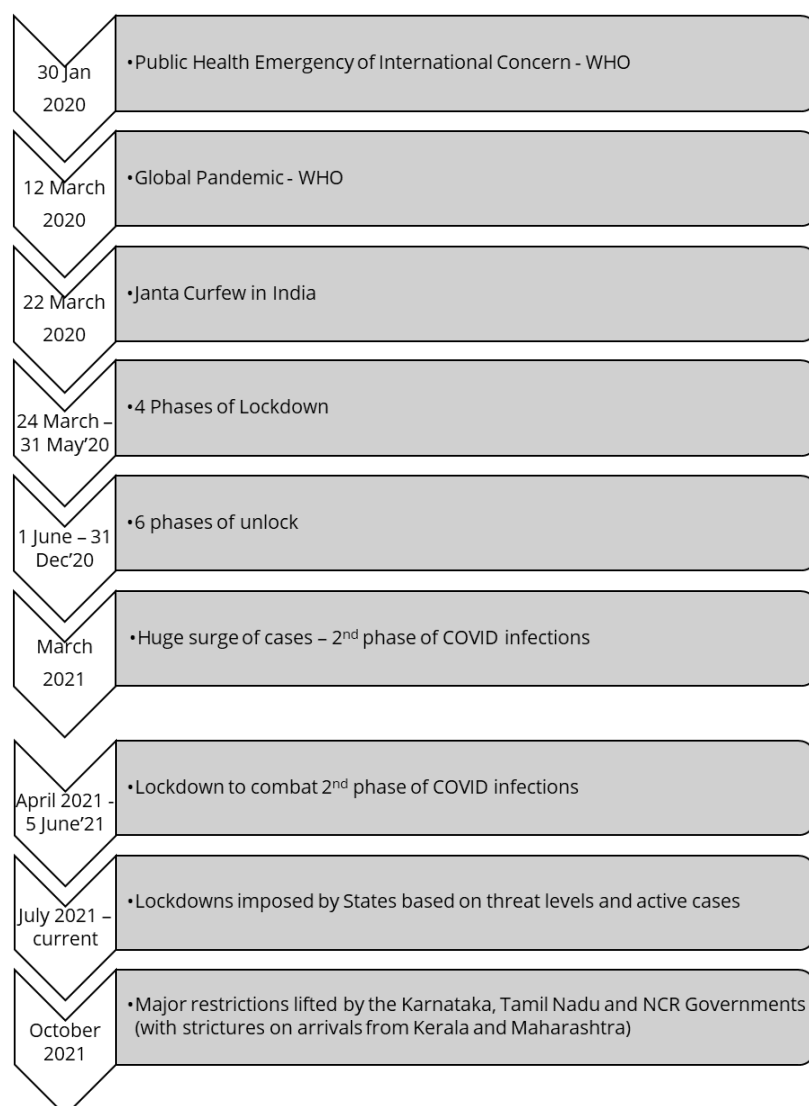 30 Jan
2020
•Public Health Emergency of International Concern - WHO
12 March
2020
•Global Pandemic - WHO
22 March
2020
•Janta Curfew in India
24 March –
31 May’20
•4 Phases of Lockdown
1 June – 31
Dec’20
•6 phases of unlock
March
2021
•Huge surge of cases – 2nd phase of COVID infections
April 2021 -
5 June’21
•Lockdown to combat 2nd phase of COVID infections
July 2021 –
current
•Lockdowns imposed by States based on threat levels and active cases
October
2021
•Major restrictions lifted by the Karnataka, Tamil Nadu and NCR Governments
(with strictures on arrivals from Kerala and Maharashtra)